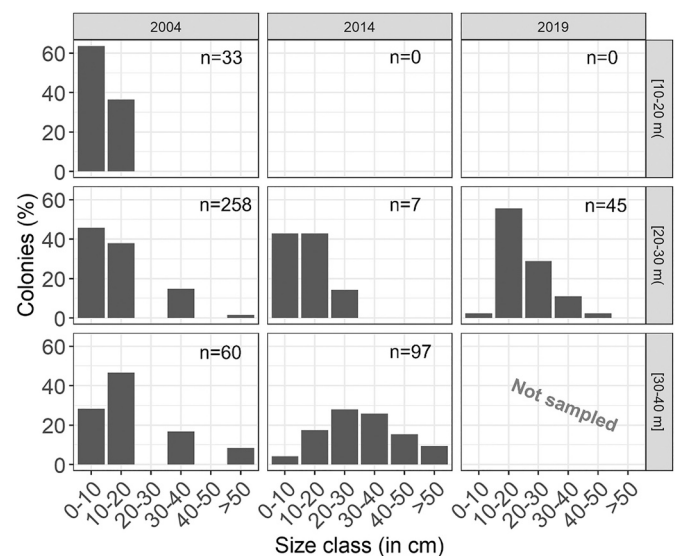 2004 2014 2019
60 n=33 n=0 n=0 [10-20 m(
40
20
0
Colonies (%)
60 n=258 n=7 n=45 [20-30 m(
40
20
0
60 n=60 n=97 Not sampled [30-40 m]
40
20
0
0-10 10-20 20-30 30-40 40-50 >50 0-10 10-20 20-30 30-40 40-50 >50 0-10 10-20 20-30 30-40 40-50 >50
Size class (in cm)